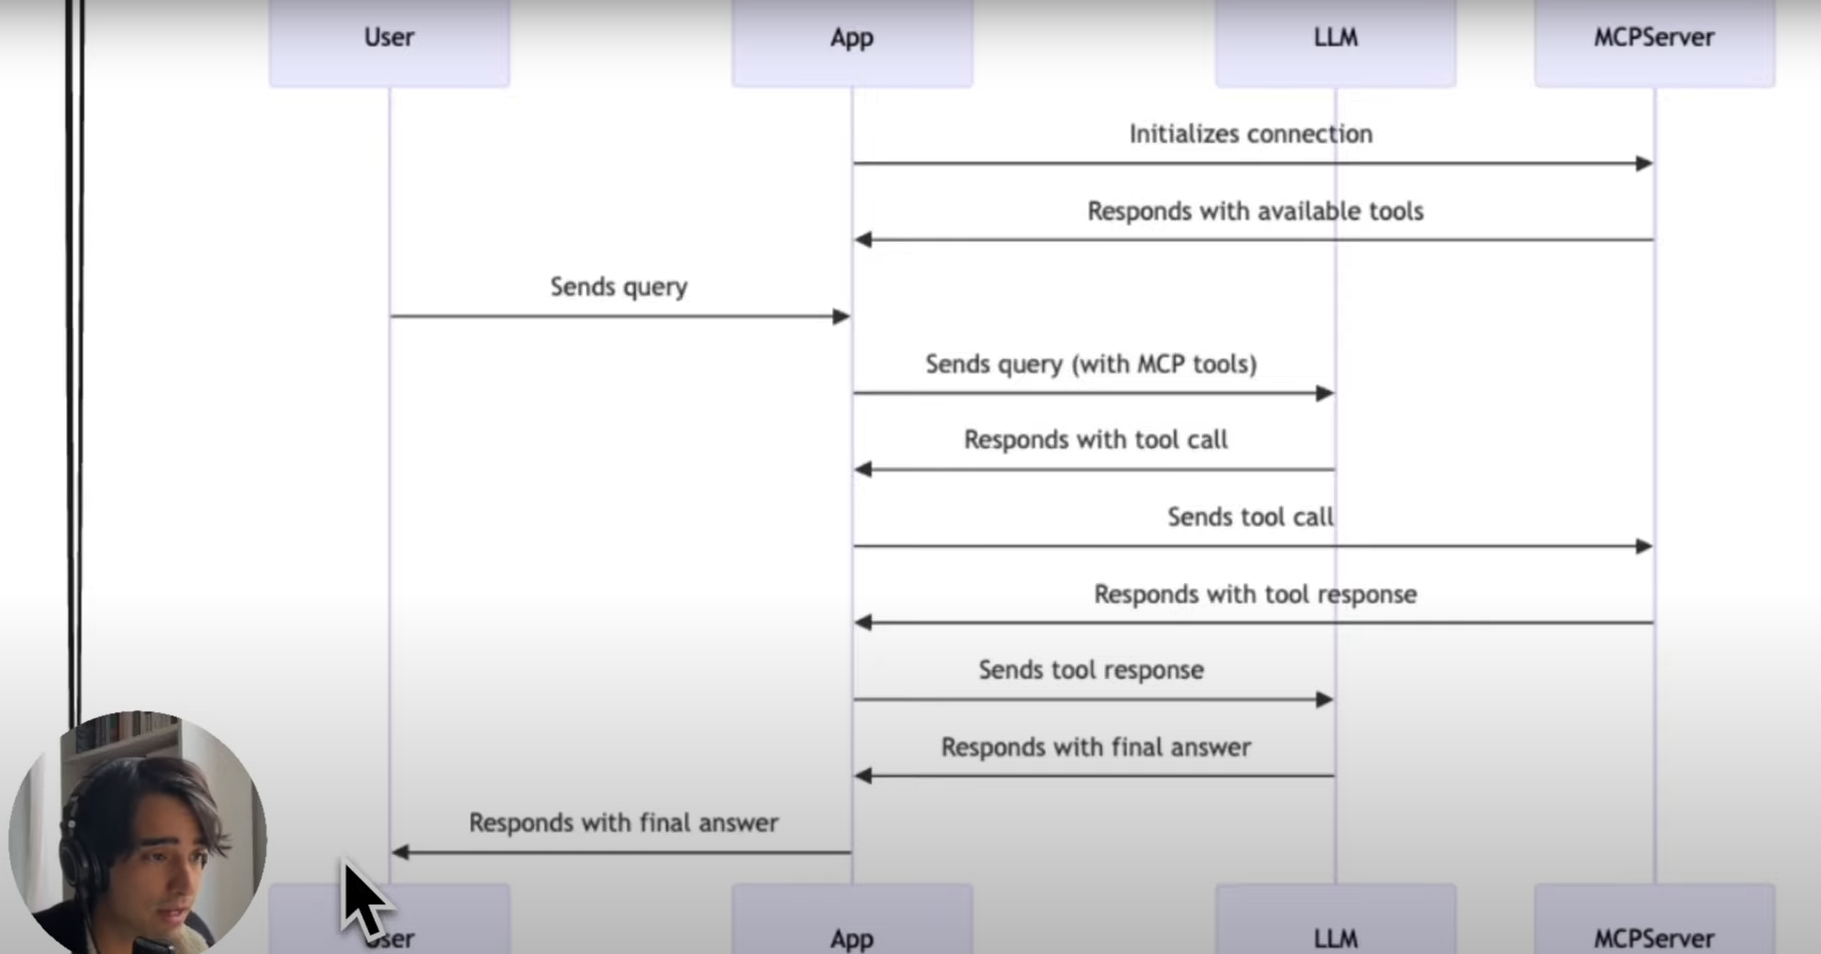 User
App
LLM
MCPServer
Initializes connection
Responds with available tools
Sends query
Sends query (with MCP tools)
Responds with tool call
Sends tool call
Responds with tool response
Sends tool response
Responds with final answer
Responds with final answer
User
App
LLM
MCPServer